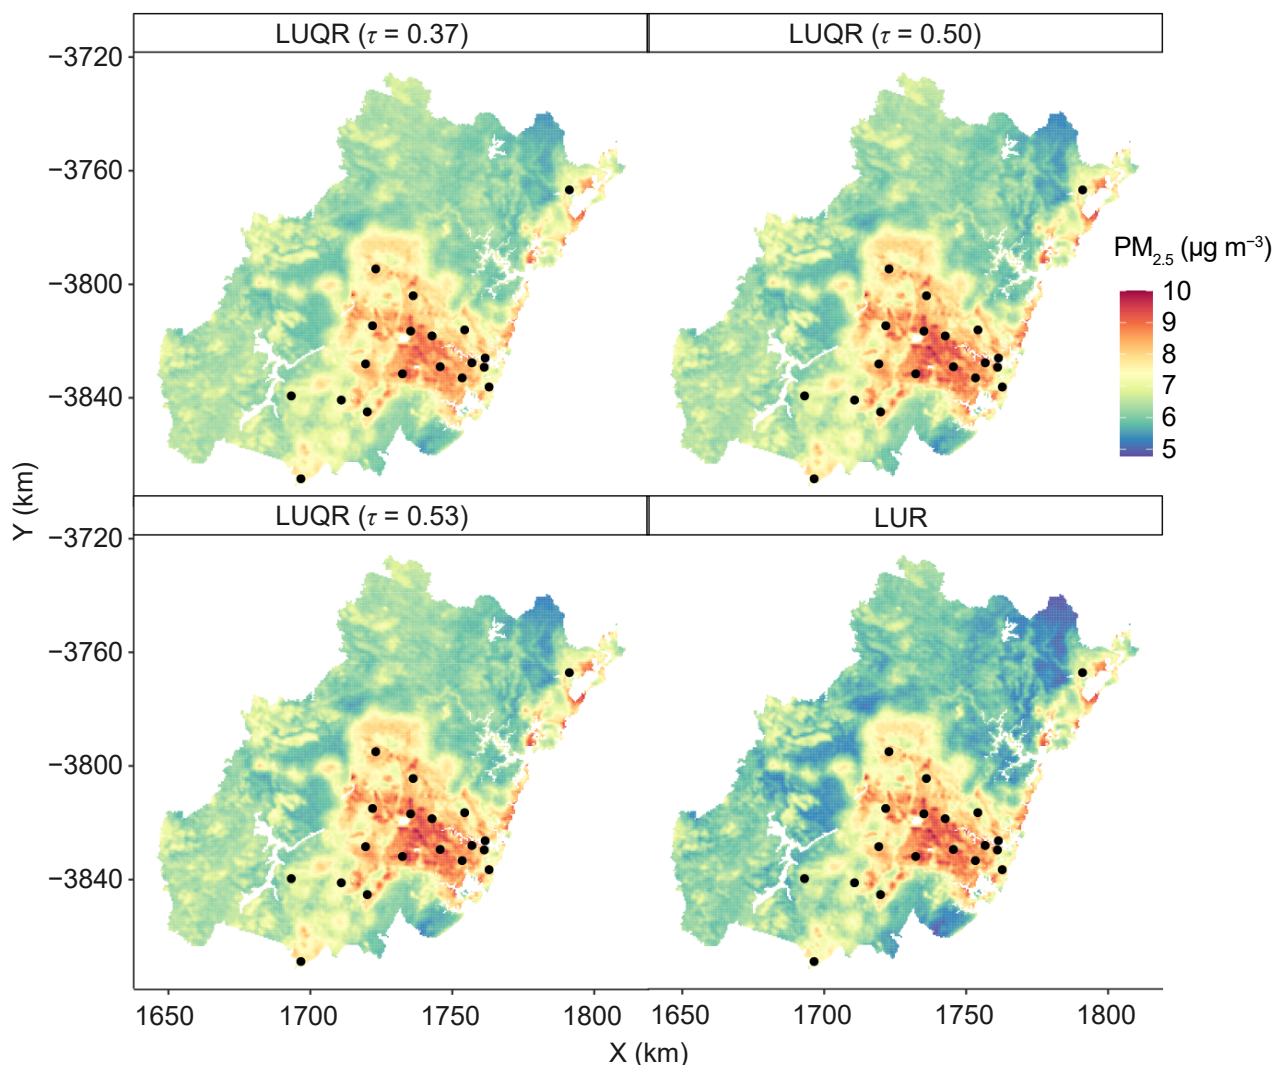 LUQR (τ = 0.37)
LUQR (τ = 0.50)
−3720
−3760
−3800
−3840
PM2.5 (µg m−3)
10
9
8
7
6
5
Y (km)
LUQR (τ = 0.53)
LUR
−3720
−3760
−3800
−3840
1650 1700 1750 1800
1650 1700 1750 1800
X (km)